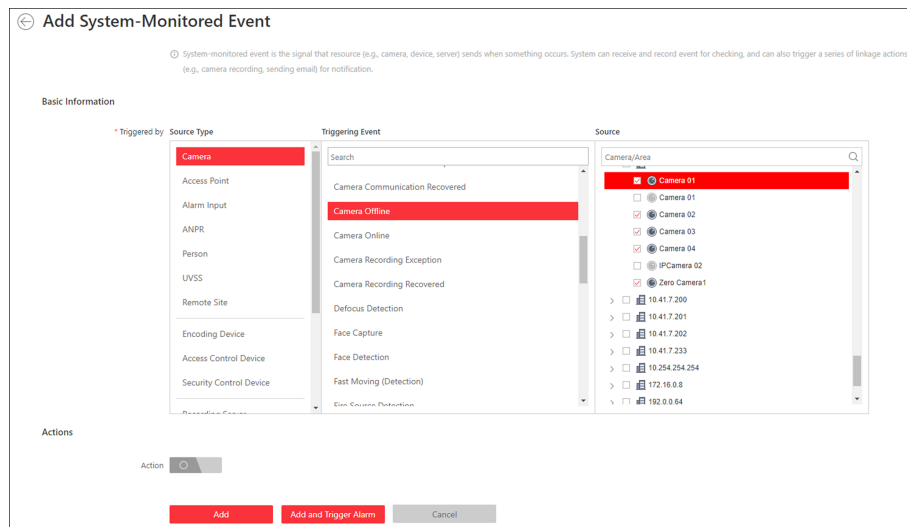 Add System-Monitored Event
System-monitored event is the signal that resource (e.g., camera, device, server) sends when something occurs. System can receive and record event for checking, and can also trigger a series of linkage actions
(e.g., camera recording, sending email) for notification.
Basic Information
* Triggered by Source Type Triggering Event Source
Camera Search Camera/Area
Camera 01
Access Point Camera Communication Recovered
Camera 01
Alarm Input Camera Offline Camera 02
ANPR Camera Online Camera 03
Camera 04
Person Camera Recording Exception
IPCamera 02
UVSS Camera Recording Recovered Zero Camera1
Remote Site Defocus Detection 10.41.7.200
10.41.7.201
Encoding Device Face Capture 10.41.7.202
Access Control Device Face Detection 10.41.7.233
10.254.254.254
Security Control Device Fast Moving (Detection) 172.16.0.8
Recording Server Fire Source Detection 192.0.0.64
Actions
Action
Add Add and Trigger Alarm Cancel